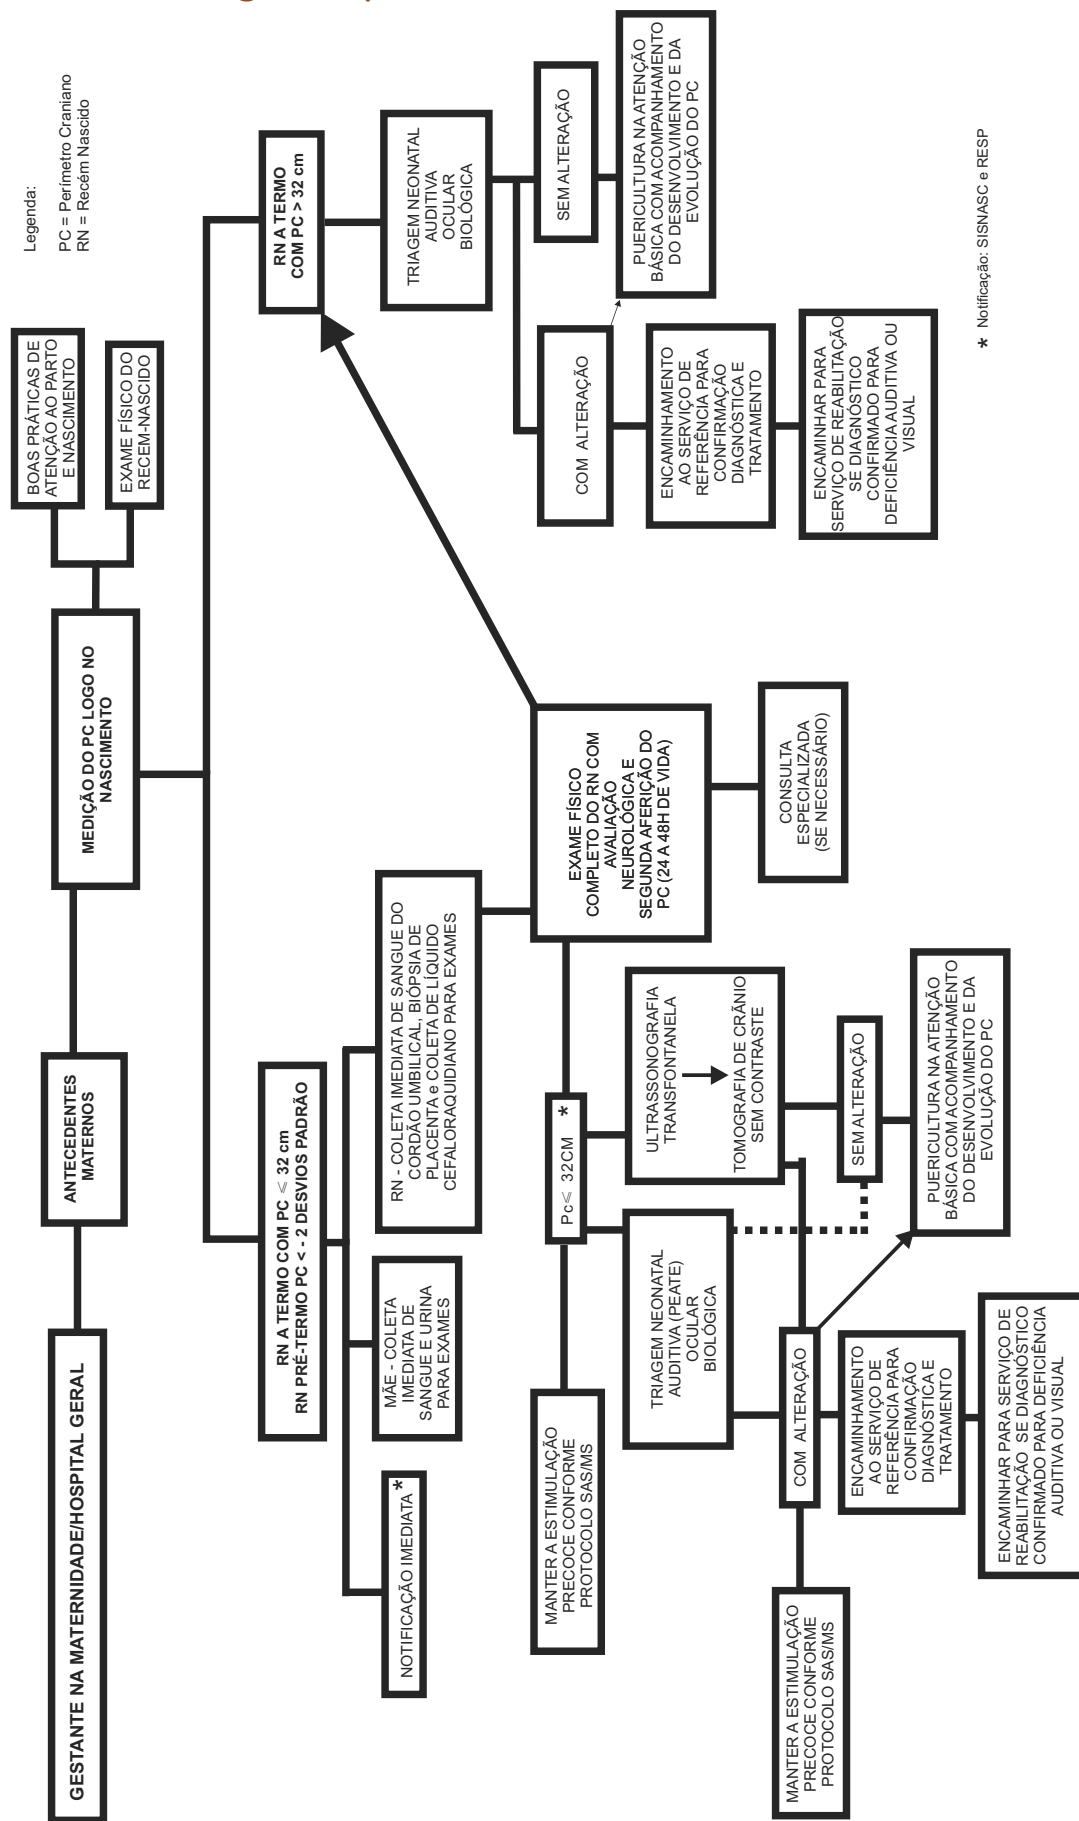 GESTANTE NA MATERNIDADE/HOSPITAL GERAL
ANTECEDENTES
MATERNOS
MEDIÇÃO DO PC LOGO NO
NASCIMENTO
BOAS PRÁTICAS DE
ATENÇÃO AO PARTO
E NASCIMENTO
EXAME FÍSICO DO
RECEM-NASCIDO
Legenda:
PC = Perímetro Craniano
RN = Recém Nascido
RN A TERMO COM PC ⩽ 32 cm
RN PRÉ-TERMO PC < - 2 DESVIOS PADRÃO
RN A TERMO
COM PC > 32 cm
NOTIFICAÇÃO IMEDIATA *
MÃE - COLETA
IMEDIATA DE
SANGUE E URINA
PARA EXAMES
RN - COLETA IMEDIATA DE SANGUE DO
CORDÃO UMBILICAL, BIÓPSIA DE
PLACENTA e COLETA DE LÍQUIDO
CEFALORAQUIDIANO PARA EXAMES
TRIAGEM NEONATAL
AUDITIVA
OCULAR
BIOLÓGICA
MANTER A ESTIMULAÇÃO
PRECOCE CONFORME
PROTOCOLO SAS/MS
Pc⩽ 32CM *
EXAME FÍSICO
COMPLETO DO RN COM
AVALIAÇÃO
NEUROLÓGICA E
SEGUNDA AFERIÇÃO DO
PC (24 A 48H DE VIDA)
COM ALTERAÇÃO
SEM ALTERAÇÃO
TRIAGEM NEONATAL
AUDITIVA (PEATE)
OCULAR
BIOLÓGICA
ULTRASSONOGRAFIA
TRANSFONTANELA
TOMOGRAFIA DE CRÂNIO
SEM CONTRASTE
CONSULTA
ESPECIALIZADA
(SE NECESSÁRIO)
ENCAMINHAMENTO
AO SERVIÇO DE
REFERÊNCIA PARA
CONFIRMAÇÃO
DIAGNÓSTICA E
TRATAMENTO
PUERICULTURA NA ATENÇÃO
BÁSICA COM ACOMPANHAMENTO
DO DESENVOLVIMENTO E DA
EVOLUÇÃO DO PC
MANTER A ESTIMULAÇÃO
PRECOCE CONFORME
PROTOCOLO SAS/MS
COM ALTERAÇÃO
SEM ALTERAÇÃO
ENCAMINHAR PARA
SERVIÇO DE REABILITAÇÃO
SE DIAGNÓSTICO
CONFIRMADO PARA
DEFICIÊNCIA AUDITIVA OU
VISUAL
ENCAMINHAMENTO
AO SERVIÇO DE
REFERÊNCIA PARA
CONFIRMAÇÃO
DIAGNÓSTICA E
TRATAMENTO
PUERICULTURA NA ATENÇÃO
BÁSICA COM ACOMPANHAMENTO
DO DESENVOLVIMENTO E DA
EVOLUÇÃO DO PC
ENCAMINHAR PARA SERVIÇO DE
REABILITAÇÃO SE DIAGNÓSTICO
CONFIRMADO PARA DEFICIÊNCIA
AUDITIVA OU VISUAL
* Notificação: SISNASC e RESP